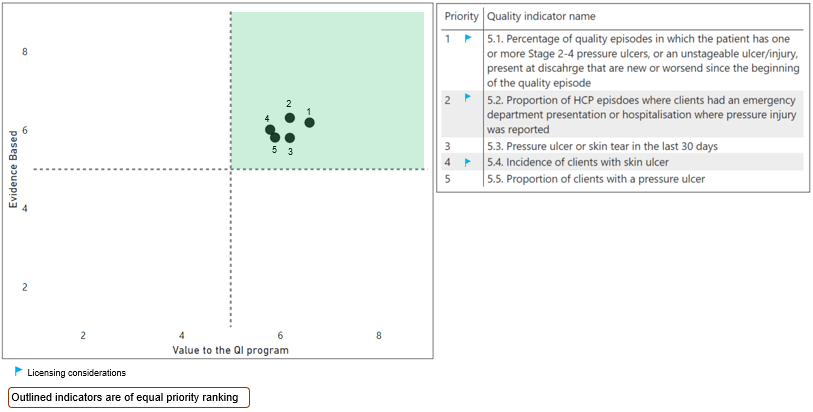 Priority Quality indicator name
1 5.1. Percentage of quality episodes in which the patient has one
or more Stage 2-4 pressure ulcers, or an unstageable ulcer/injury,
present at discahrge that are new or worsend since the beginning
of the quality episode
2 5.2. Proportion of HCP episdoes where clients had an emergency
department presentation or hospitalisation where pressure injury
was reported
3 5.3. Pressure ulcer or skin tear in the last 30 days
4 5.4. Incidence of clients with skin ulcer
5 5.5. Proportion of clients with a pressure ulcer
8
6
4
2
Evidence Based
2
1
4
5
3
2 4 6 8
Value to the QI program
Licensing considerations
Outlined indicators are of equal priority ranking